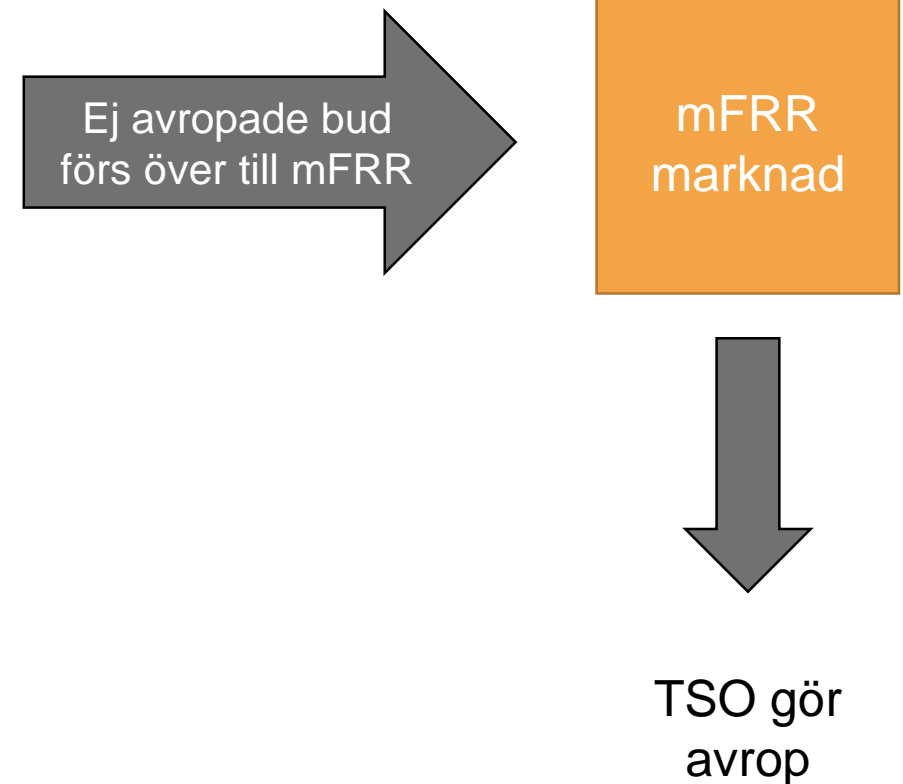 Ej avropade bud
förs över till mFRR
mFRR
marknad
TSO gör
avrop